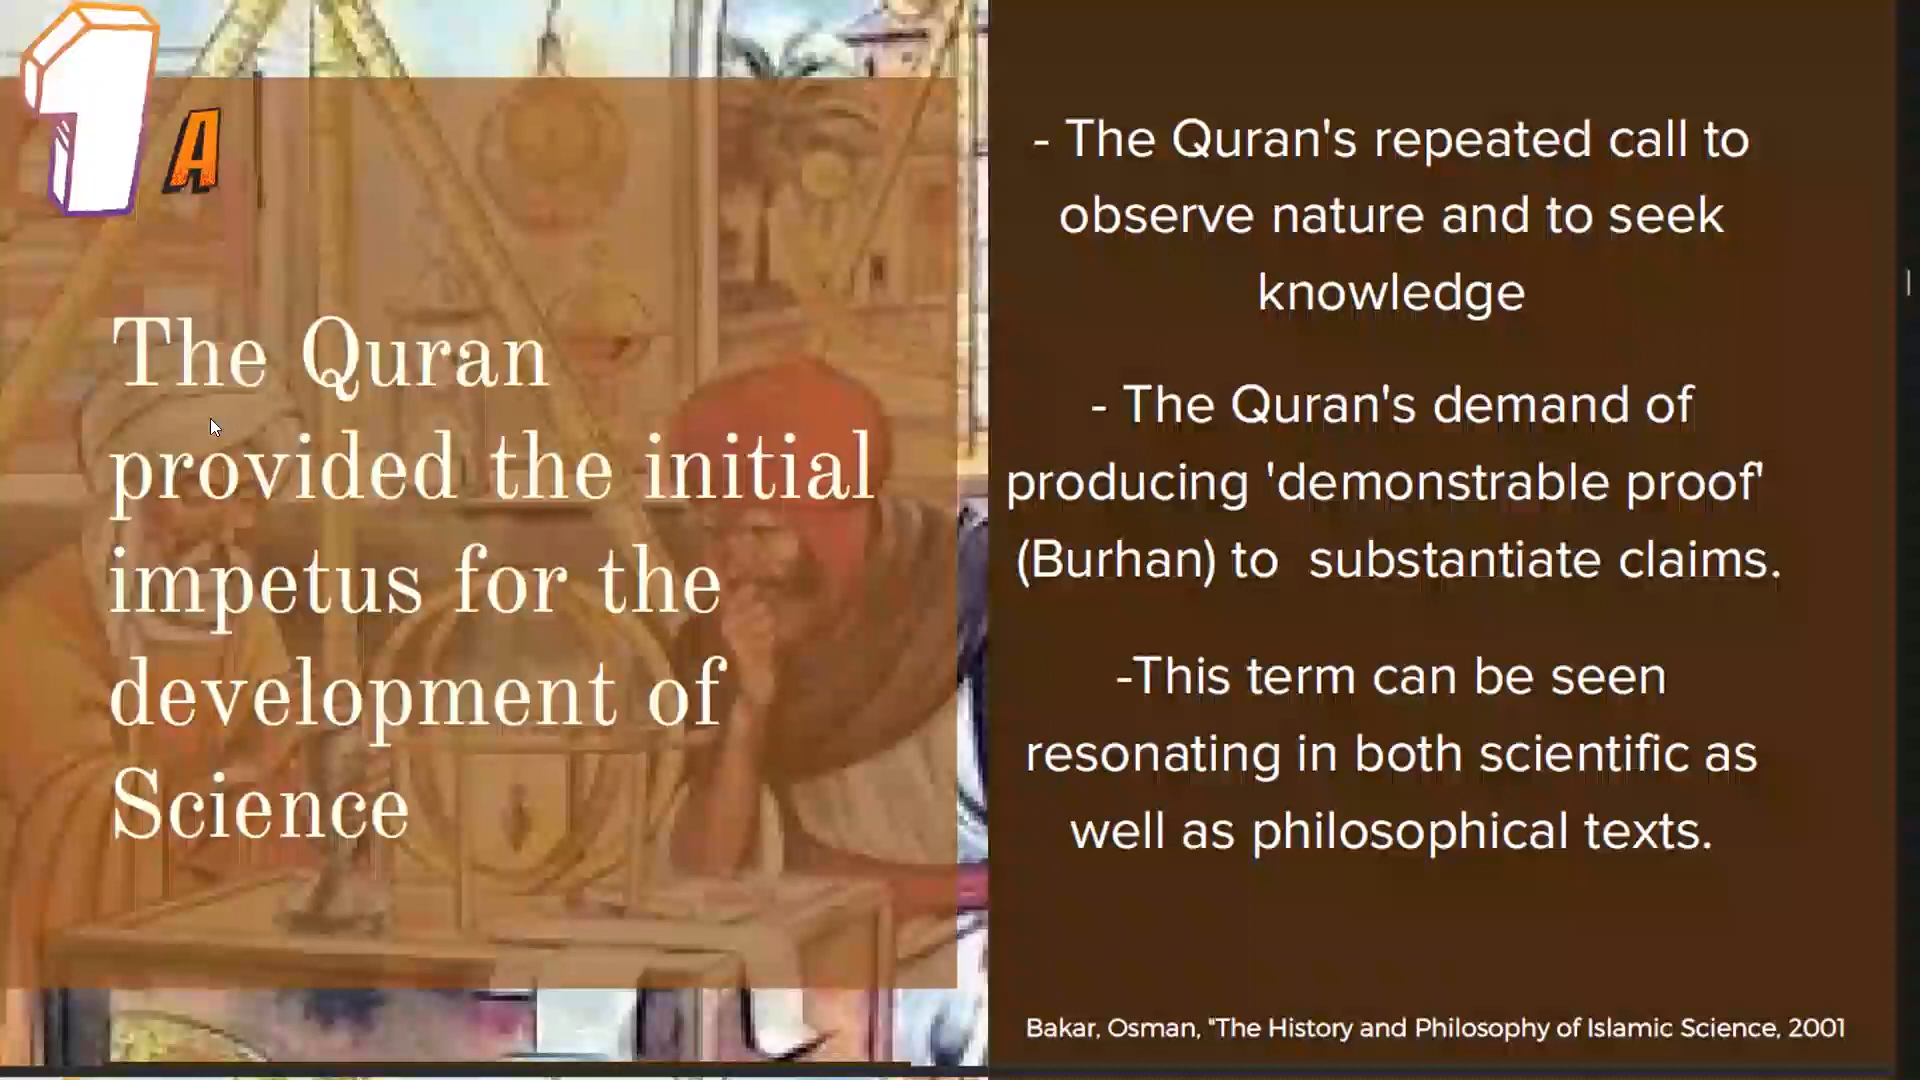 1
A
The Quran
provided the initial
impetus for the
development of
Science
- The Quran's repeated call to
observe nature and to seek
knowledge
- The Quran's demand of
producing 'demonstrable proof'
(Burhan) to  substantiate claims.
-This term can be seen
resonating in both scientific as
well as philosophical texts.
Bakar, Osman, "The History and Philosophy of Islamic Science, 2001